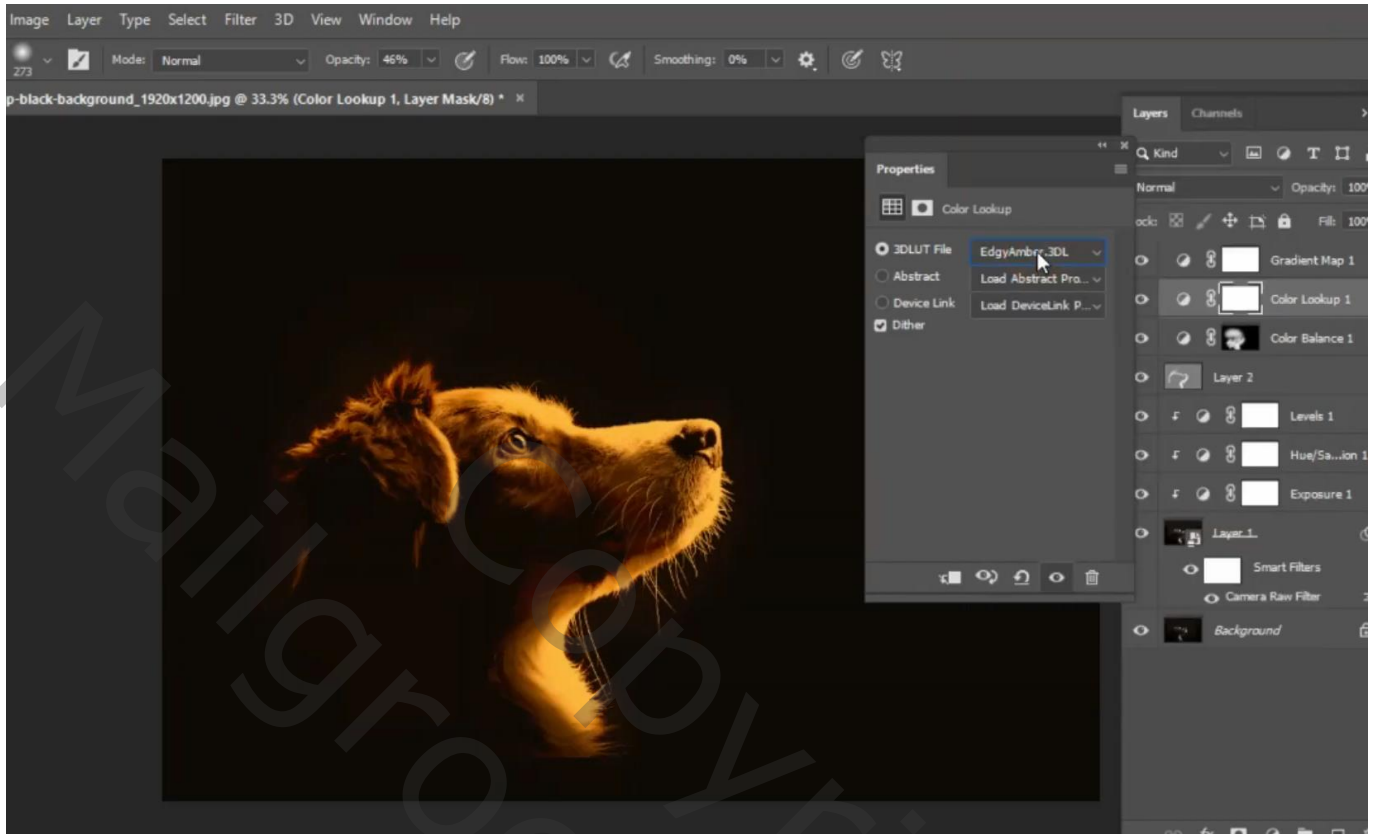 Image Layer Type Select Filter 3D View Window Help
273 Mode: Normal Opacity: 46% Flow: 100% Smoothing: 0%
p-black-background_1920x1200.jpg @ 33.3% (Color Lookup 1, Layer Mask/8) * ×
Layers Channels
Kind
Normal Opacity: 100
ock: Fill: 100
Gradient Map 1
Color Lookup 1
Color Balance 1
Layer 2
Levels 1
Hue/Sa...ion 1
Exposure 1
Layer 1
Smart Filters
Camera Raw Filter
Background
Properties
Color Lookup
3DLUT File EdgyAmber.3DL
Abstract Load Abstract Pro...
Device Link Load DeviceLink P...
Dither
fx